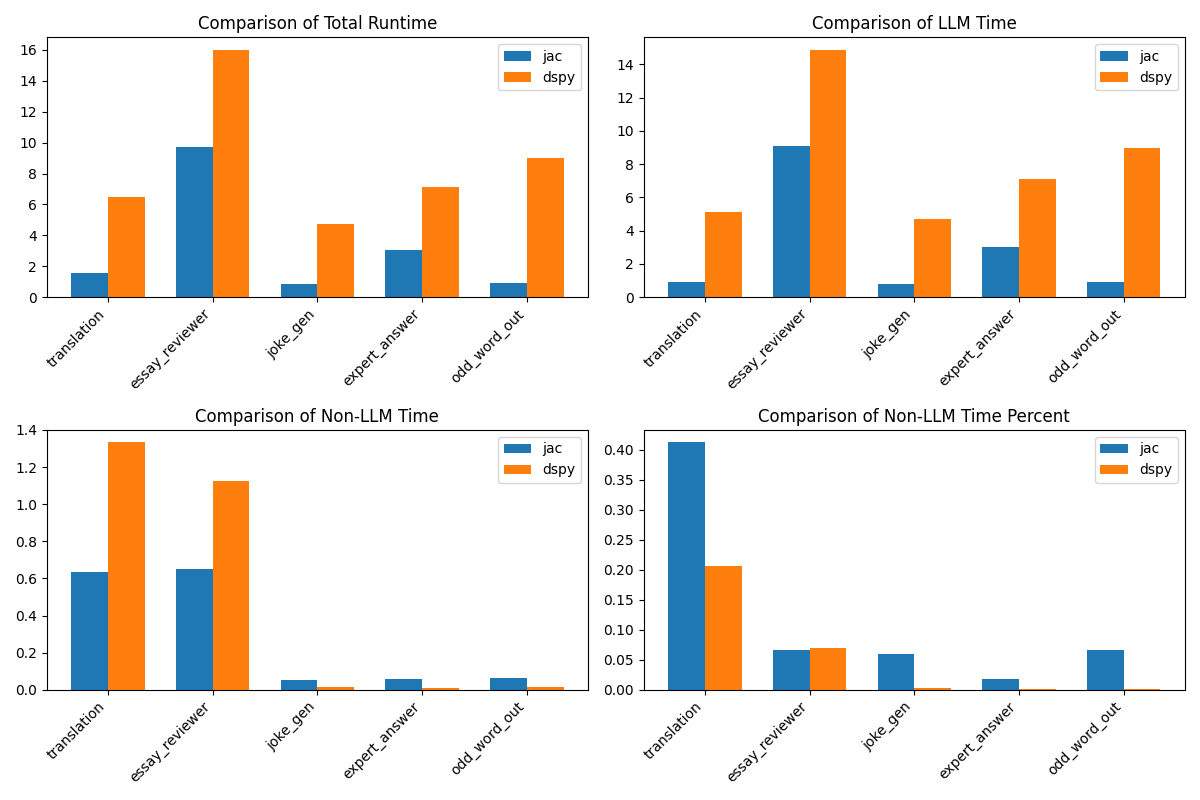 Comparison of Total Runtime
16
14
12
10
8
6
4
2
0
jac
dspy
translation
essay_reviewer
joke_gen
expert_answer
odd_word_out
Comparison of LLM Time
14
12
10
8
6
4
2
0
jac
dspy
translation
essay_reviewer
joke_gen
expert_answer
odd_word_out
Comparison of Non-LLM Time
1.4
1.2
1.0
0.8
0.6
0.4
0.2
0.0
jac
dspy
translation
essay_reviewer
joke_gen
expert_answer
odd_word_out
Comparison of Non-LLM Time Percent
0.40
0.35
0.30
0.25
0.20
0.15
0.10
0.05
0.00
jac
dspy
translation
essay_reviewer
joke_gen
expert_answer
odd_word_out